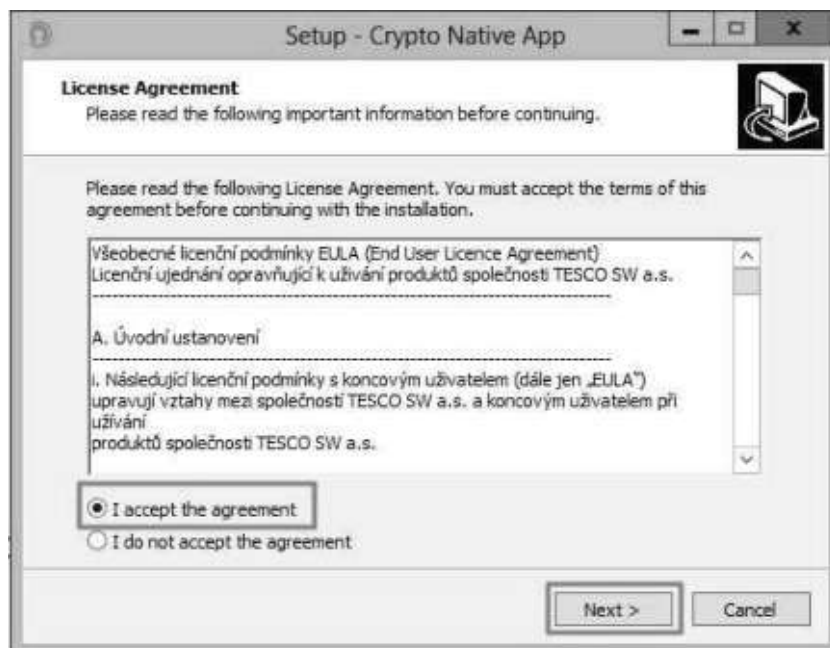 Setup - Crypto Native App
License Agreement
Please read the following important information before continuing.
Please read the following License Agreement. You must accept the terms of this
agreement before continuing with the installation.
Všeobecné licenční podmínky EULA (End User Licence Agreement)
Licenční ujednání opravňující k užívání produktů společnosti TESCO SW a.s.
--------------------------------------------------------------------------------
A. Úvodní ustanovení
--------------------------------------------------------------------------------
i. Následující licenční podmínky s koncovým uživatelem (dále jen „EULA“)
upravují vztahy mezi společností TESCO SW a.s. a koncovým uživatelem při
užívání
produktů společnosti TESCO SW a.s.
I accept the agreement
I do not accept the agreement
Next >
Cancel